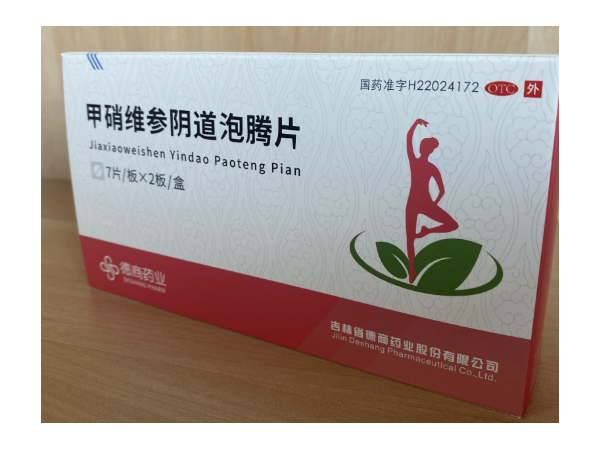 国药准字H22024172 OTC 外
甲硝维参阴道泡腾片
Jiaxiaoweishen Yindao Paoteng Pian
7片/板×2板/盒
德商药业
DESHANG PHARM
吉林省德商药业股份有限公司
Jilin Deshang Pharmaceutical Co.,Ltd.